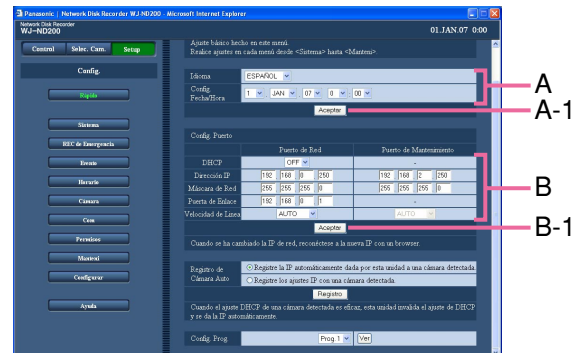 Panasonic | Network Disk Recorder WJ-ND200 - Microsoft Internet Explorer
Network Disk Recorder
WJ-ND200
01.JAN.07 0:00
Control Selec. Cam. Setup
Config.
Rápido
Sistema
REC de Emergencia
Evento
Horario
Cámara
Com
Permisos
Manteni
Configurar
Ayuda
Ajuste básico hecho en este menú.
Realice ajustes en cada menú desde <Sistema> hasta <Manteni>.
Idioma ESPAÑOL
Config. Fecha/Hora 1 JAN 07 0 : 00
Aceptar
Config. Puerto
Puerto de Red Puerto de Mantenimiento
DHCP OFF -
Dirección IP 192 168 0 250 192 168 2 250
Máscara de Red 255 255 255 0 255 255 255 0
Puerta de Enlace 192 168 0 1 -
Velocidad de Linea AUTO AUTO
Aceptar
Cuando se ha cambiado la IP de red, reconéctese a la nueva IP con un browser.
Registro de Cámara Auto
Registre la IP automáticamente dada por esta unidad a una cámara detectada
Registre los ajustes IP con una cámara detectada
Registro
Cuando el ajuste DHCP de una cámara detectada es eficaz, esta unidad invalida el ajuste de DHCP
y se da la IP automáticamente.
Config. Prog. Prog. 1 Ver
A
A-1
B
B-1